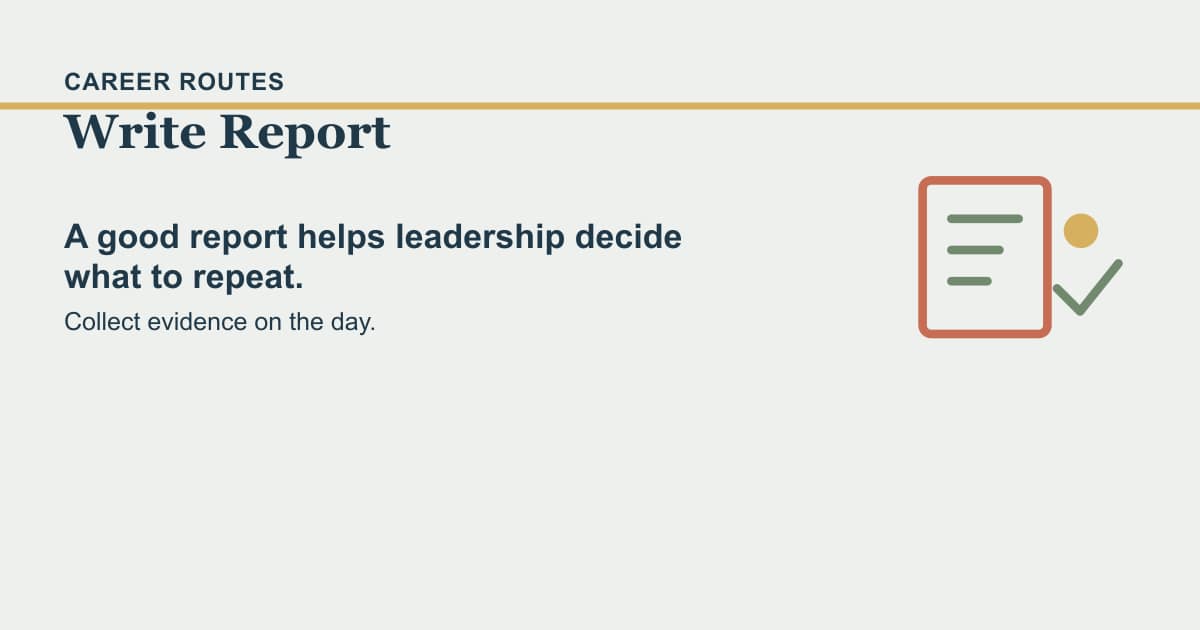 CAREER ROUTES
Write Report
A good report helps leadership decide
what to repeat.
Collect evidence on the day.